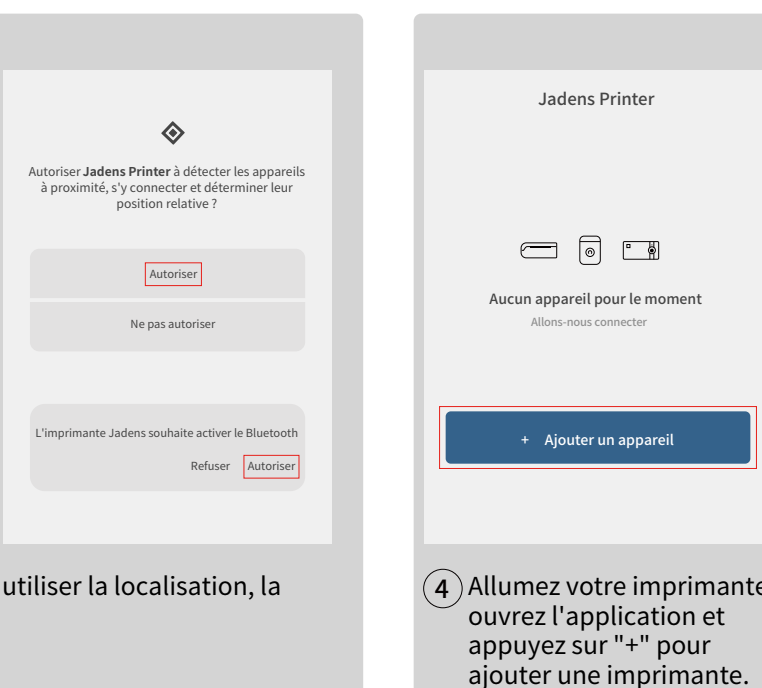 Autoriser Jadens Printer à détecter les appareils
à proximité, s'y connecter et déterminer leur
position relative ?
Autoriser
Ne pas autoriser
L'imprimante Jadens souhaite activer le Bluetooth
Refuser Autoriser
utiliser la localisation, la
Jadens Printer
Aucun appareil pour le moment
Allons-nous connecter
+ Ajouter un appareil
4 Allumez votre imprimante
ouvrez l'application et
appuyez sur "+" pour
ajouter une imprimante.